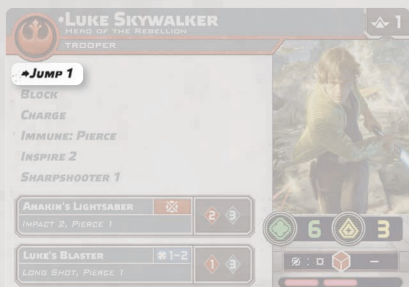 •LUKE SKYWALKER
HERO OF THE REBELLION
1
TROOPER
JUMP 1
BLOCK
CHARGE
IMMUNE: PIERCE
INSPIRE 2
SHARPSHOOTER 1
ANAKIN'S LIGHTSABER
2 3
IMPACT 2, PIERCE 1
6 3
LUKE'S BLASTER 1-2
1 3
LONG SHOT, PIERCE 1
: –